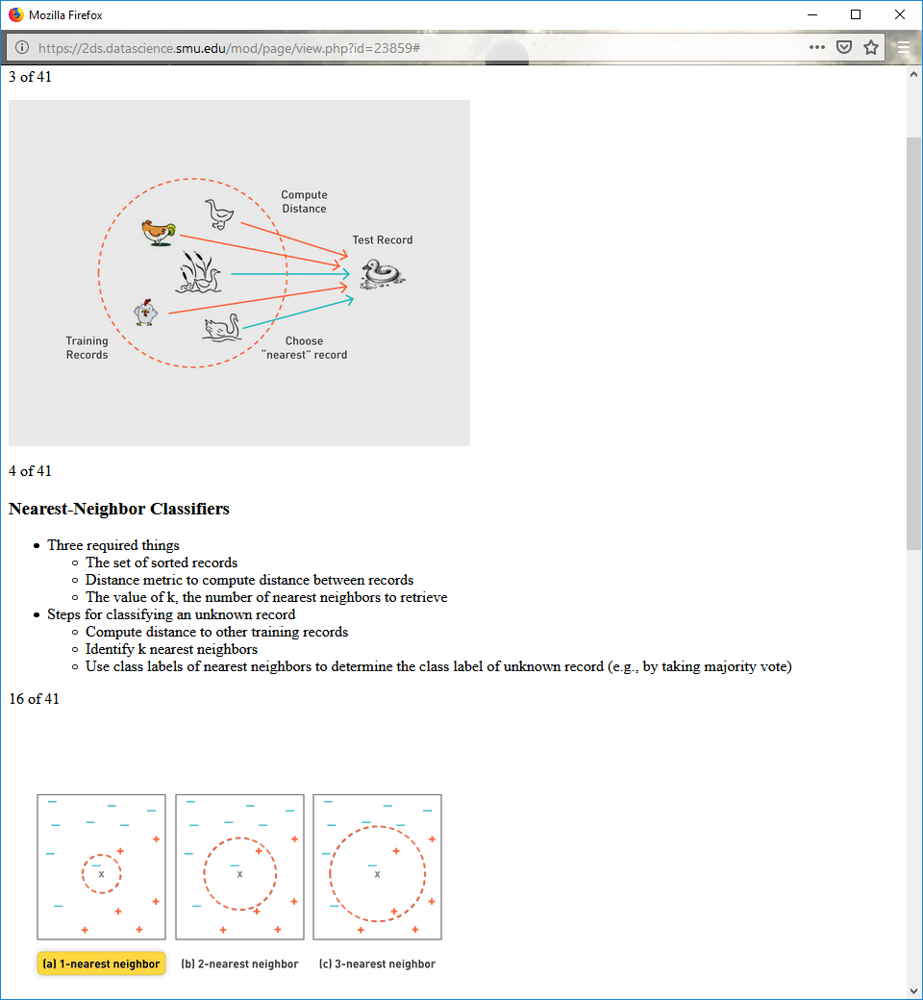 Mozilla Firefox
https://2ds.datascience.smu.edu/mod/page/view.php?id=23859#
3 of 41
Compute
Distance
Test Record
Training
Records
Choose
"nearest" record
4 of 41
Nearest-Neighbor Classifiers
Three required things
The set of sorted records
Distance metric to compute distance between records
The value of k, the number of nearest neighbors to retrieve
Steps for classifying an unknown record
Compute distance to other training records
Identify k nearest neighbors
Use class labels of nearest neighbors to determine the class label of unknown record (e.g., by taking majority vote)
16 of 41
X
X
X
(a) 1-nearest neighbor
(b) 2-nearest neighbor
(c) 3-nearest neighbor